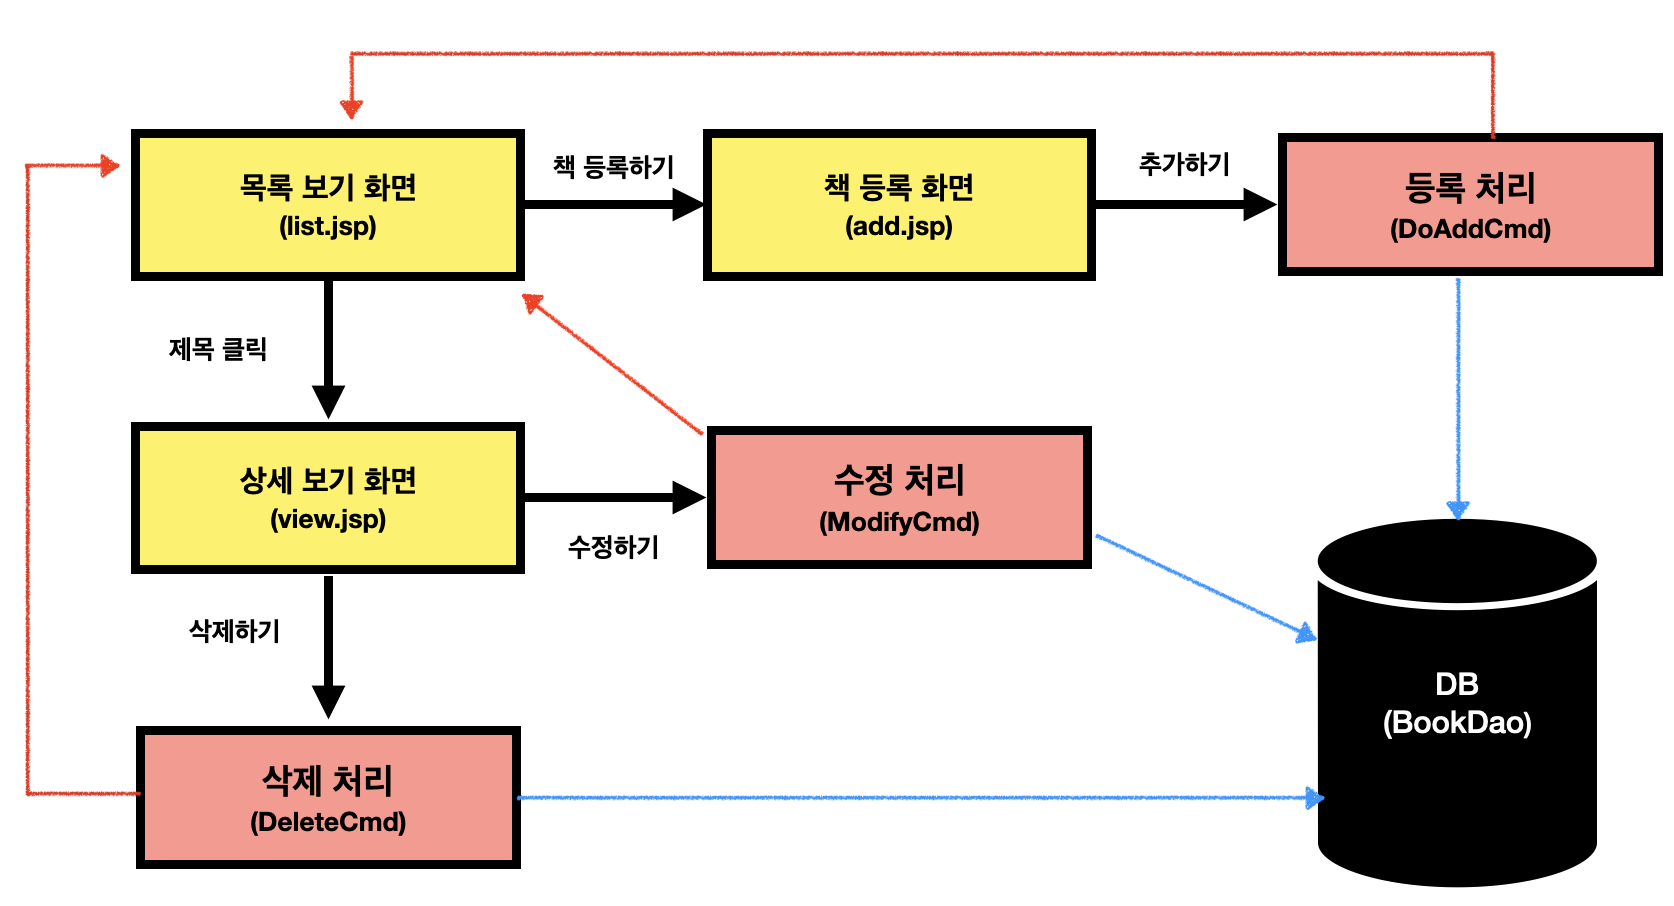 목록 보기 화면
(list.jsp)
책 등록하기
책 등록 화면
(add.jsp)
추가하기
등록 처리
(DoAddCmd)
제목 클릭
상세 보기 화면
(view.jsp)
수정하기
수정 처리
(ModifyCmd)
삭제하기
삭제 처리
(DeleteCmd)
DB
(BookDao)